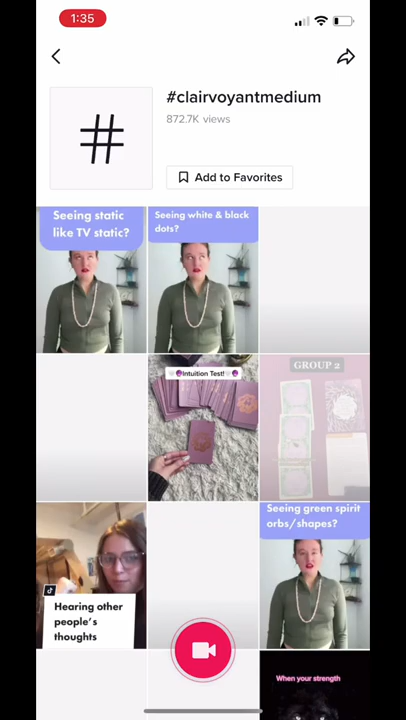 1:35
#clairvoyantmedium
872.7K views
Add to Favorites
Seeing static
like TV static?
Seeing white & black
dots?
Intuition Test!
GROUP 2
Hearing other
people's
thoughts
Seeing green spirit
orbs/shapes?
When your strength